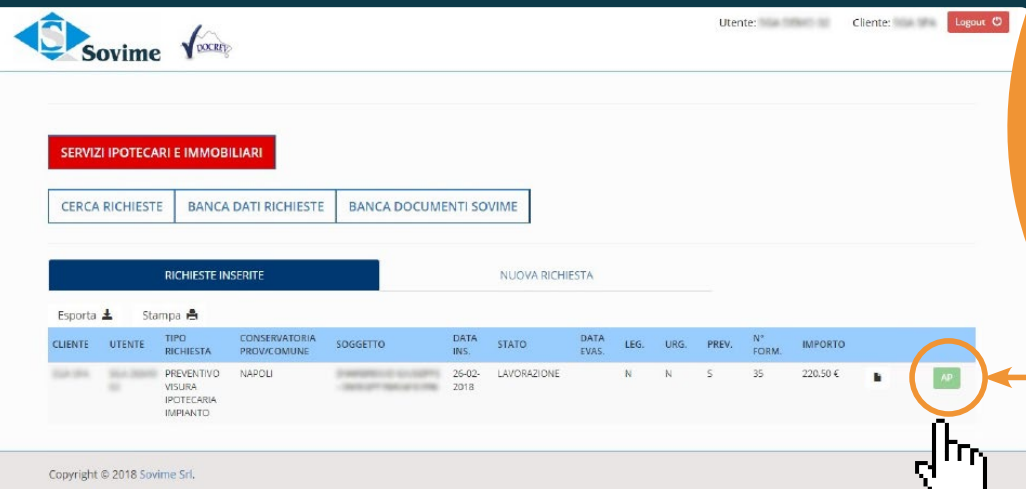 Sovime
DOCREP
Utente:
Cliente:
Logout
SERVIZI IPOTECARI E IMMOBILIARI
CERCA RICHIESTE
BANCA DATI RICHIESTE
BANCA DOCUMENTI SOVIME
RICHIESTE INSERITE
NUOVA RICHIESTA
Esporta
Stampa
CLIENTE UTENTE TIPO RICHIESTA CONSERVATORIA PROV/COMUNE SOGGETTO DATA INS. STATO DATA EVAS. LEG. URG. PREV. N° FORM. IMPORTO
PREVENTIVO VISURA IPOTECARIA IMPIANTO NAPOLI 26-02-2018 LAVORAZIONE N N S 35 220.50 € AP
Copyright © 2018 Sovime Srl.